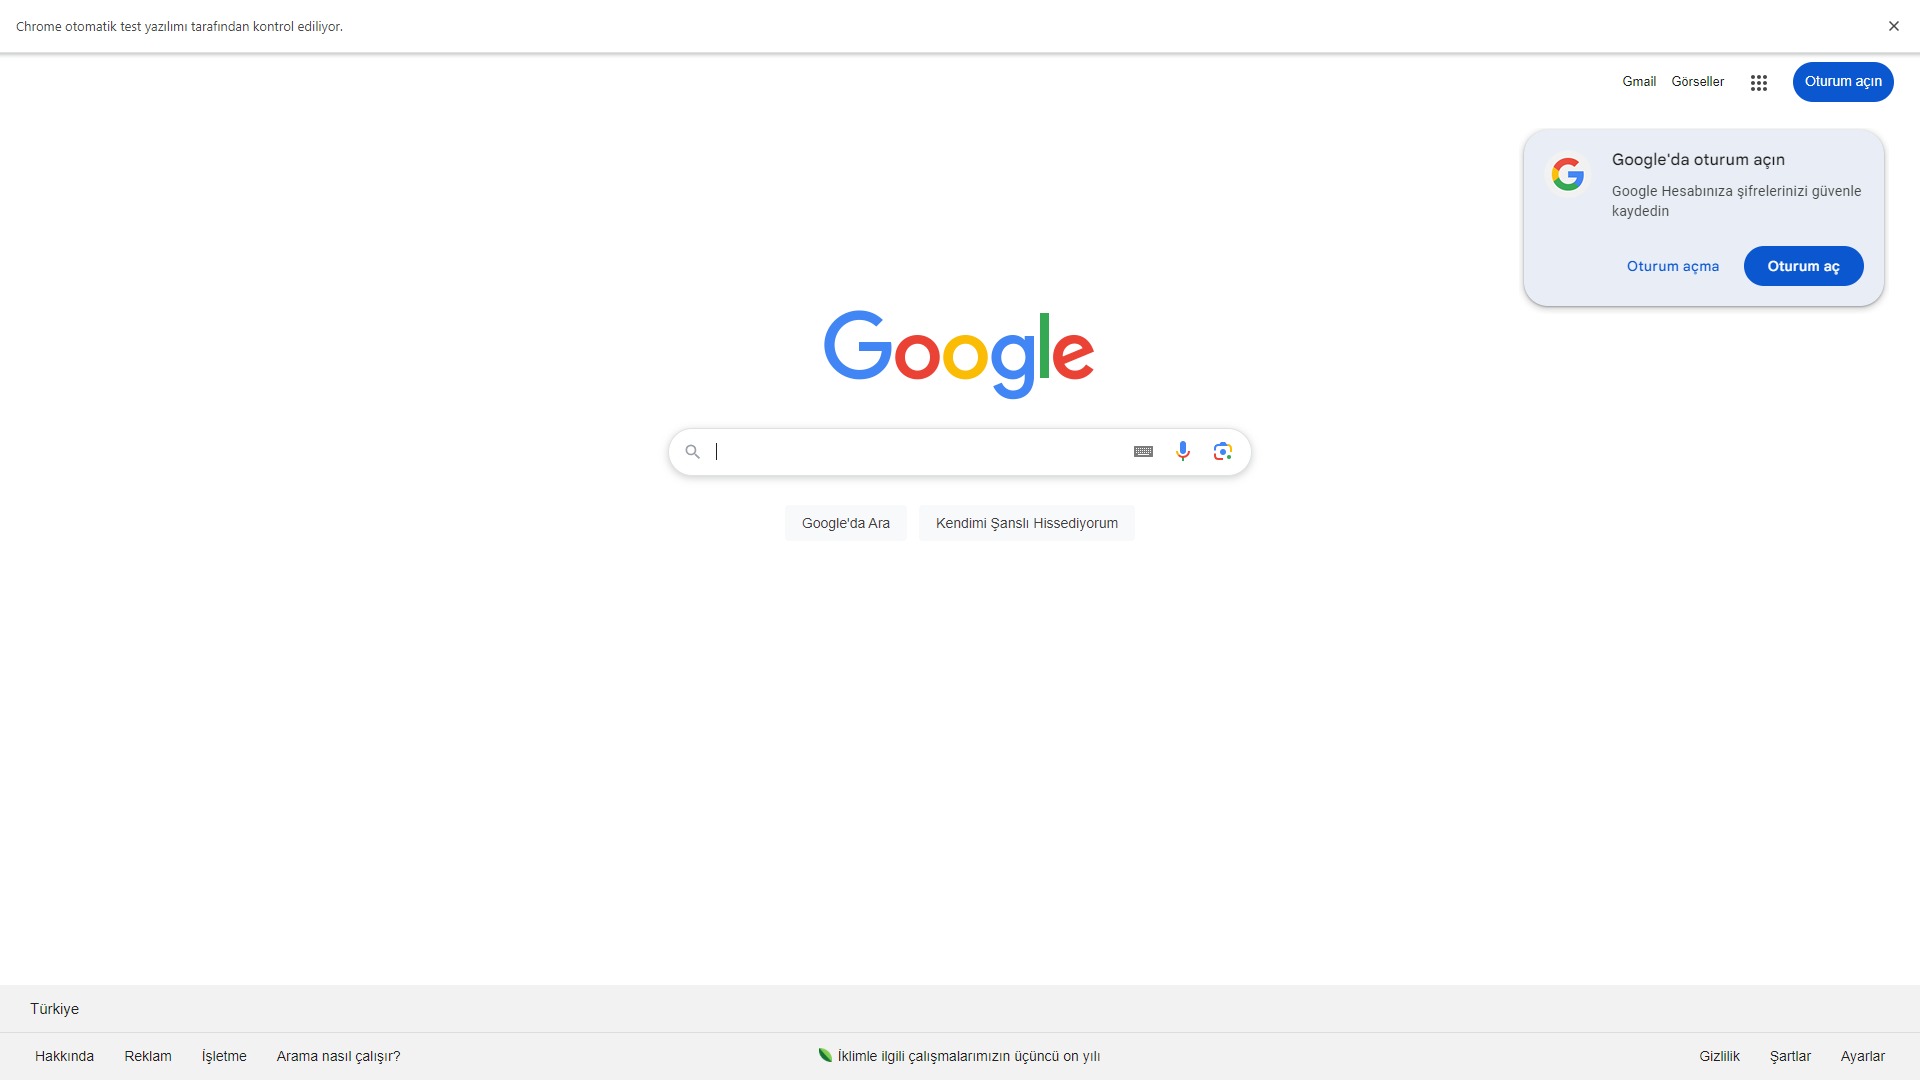 Chrome otomatik test yazılımı tarafından kontrol ediliyor.
Gmail Görseller Oturum açın
Google'da oturum açın
Google Hesabınıza şifrelerinizi güvenle
kaydedin
Oturum açma Oturum aç
Google
Google'da Ara Kendimi Şanslı Hissediyorum
Türkiye
Hakkında Reklam İşletme Arama nasıl çalışır? İklimle ilgili çalışmalarımızın üçüncü on yılı Gizlilik Şartlar Ayarlar